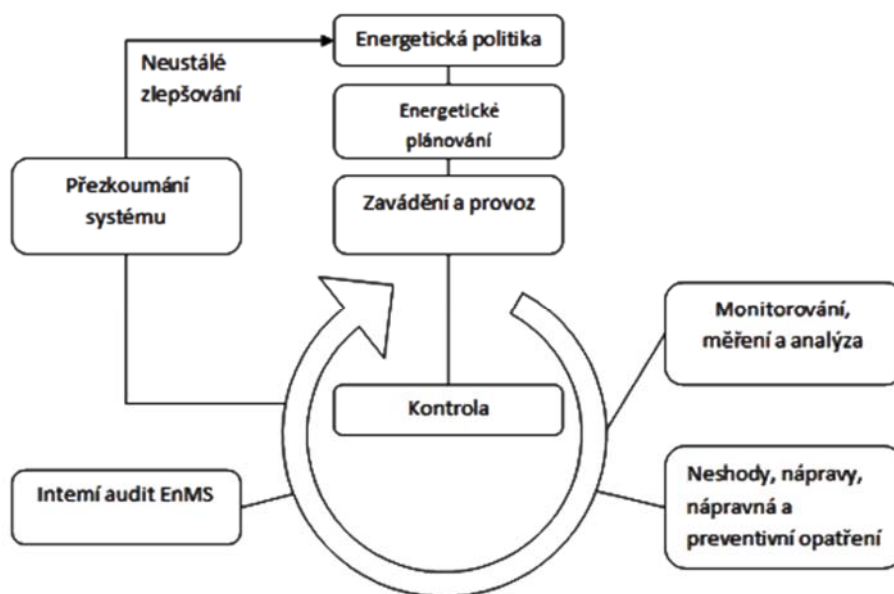 Energetická politika
Neustálé
zlepšování
Energetické
plánování
Přezkoumání
systému
Zavádění a provoz
Monitorování,
měření a analýza
Kontrola
Interní audit EnMS
Neshody, nápravy,
nápravná a
preventivní opatření